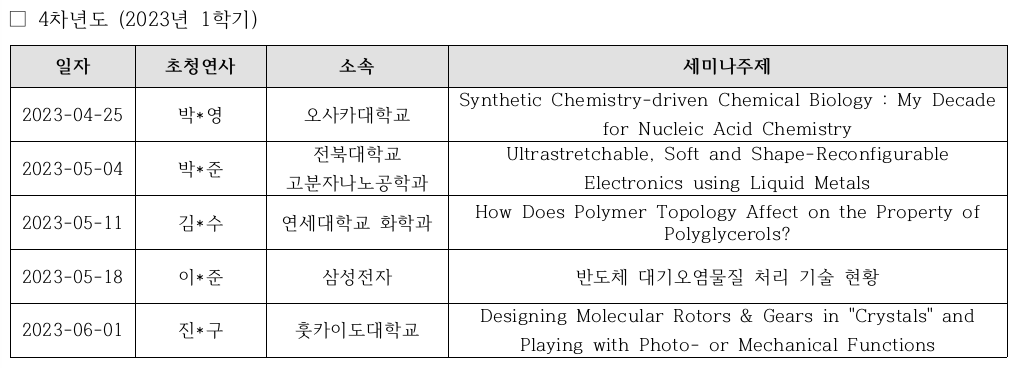 □ 4차년도 (2023년 1학기)
일자 초청연사 소속 세미나주제
2023-04-25 박*영 오사카대학교 Synthetic Chemistry-driven Chemical Biology : My Decade
for Nucleic Acid Chemistry
2023-05-04 박*준 전북대학교
고분자나노공학과 Ultrastretchable, Soft and Shape-Reconfigurable
Electronics using Liquid Metals
2023-05-11 김*수 연세대학교 화학과 How Does Polymer Topology Affect on the Property of
Polyglycerols?
2023-05-18 이*준 삼성전자 반도체 대기오염물질 처리 기술 현황
2023-06-01 진*구 훗카이도대학교 Designing Molecular Rotors & Gears in "Crystals" and
Playing with Photo- or Mechanical Functions